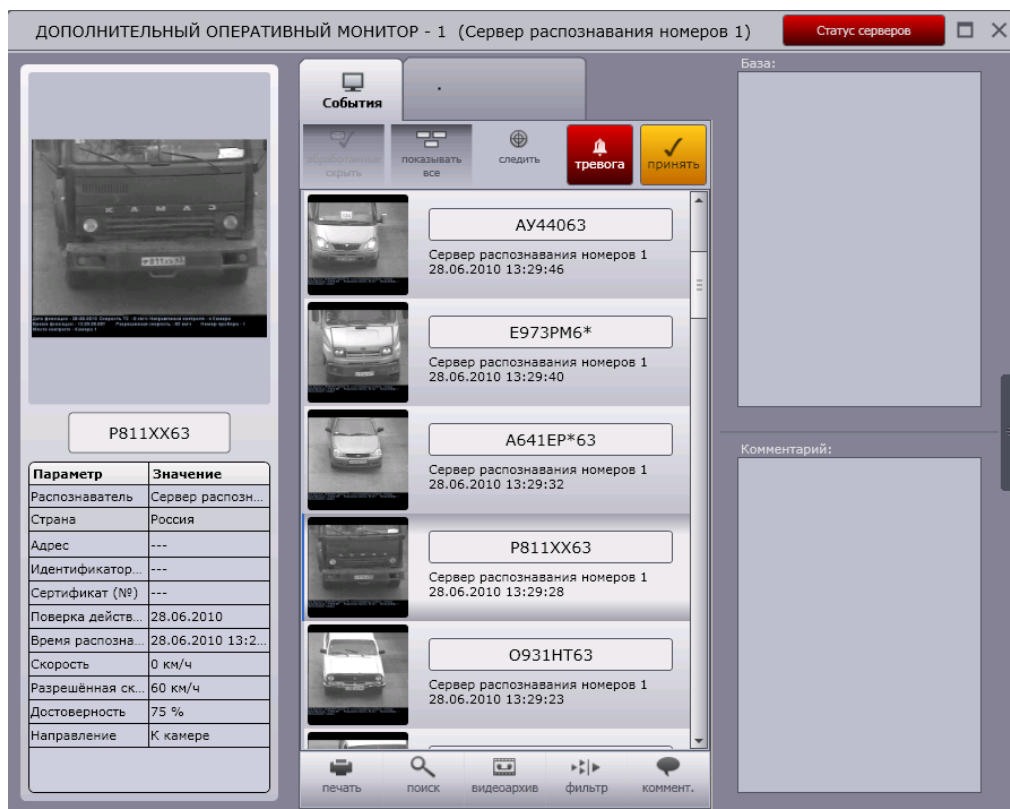 ДОПОЛНИТЕЛЬНЫЙ ОПЕРАТИВНЫЙ МОНИТОР - 1 (Сервер распознавания номеров 1)
Статус серверов
КАМАЗ
P811XX63
Параметр Значение
Распознаватель Сервер распозн...
Страна Россия
Адрес ---
Идентификатор... ---
Сертификат (№) ---
Поверка действ... 28.06.2010
Время распозна... 28.06.2010 13:2...
Скорость 0 км/ч
Разрешённая ск... 60 км/ч
Достоверность 75 %
Направление К камере
События
обработанные
скрыть
показывать
все
следить
тревога
принять
АУ44063
Сервер распознавания номеров 1
28.06.2010 13:29:46
Е973РМ6*
Сервер распознавания номеров 1
28.06.2010 13:29:40
А641ЕР*63
Сервер распознавания номеров 1
28.06.2010 13:29:32
Р811ХХ63
Сервер распознавания номеров 1
28.06.2010 13:29:28
О931НТ63
Сервер распознавания номеров 1
28.06.2010 13:29:23
печать
поиск
видеоархив
фильтр
коммент.
База:
Комментарий: